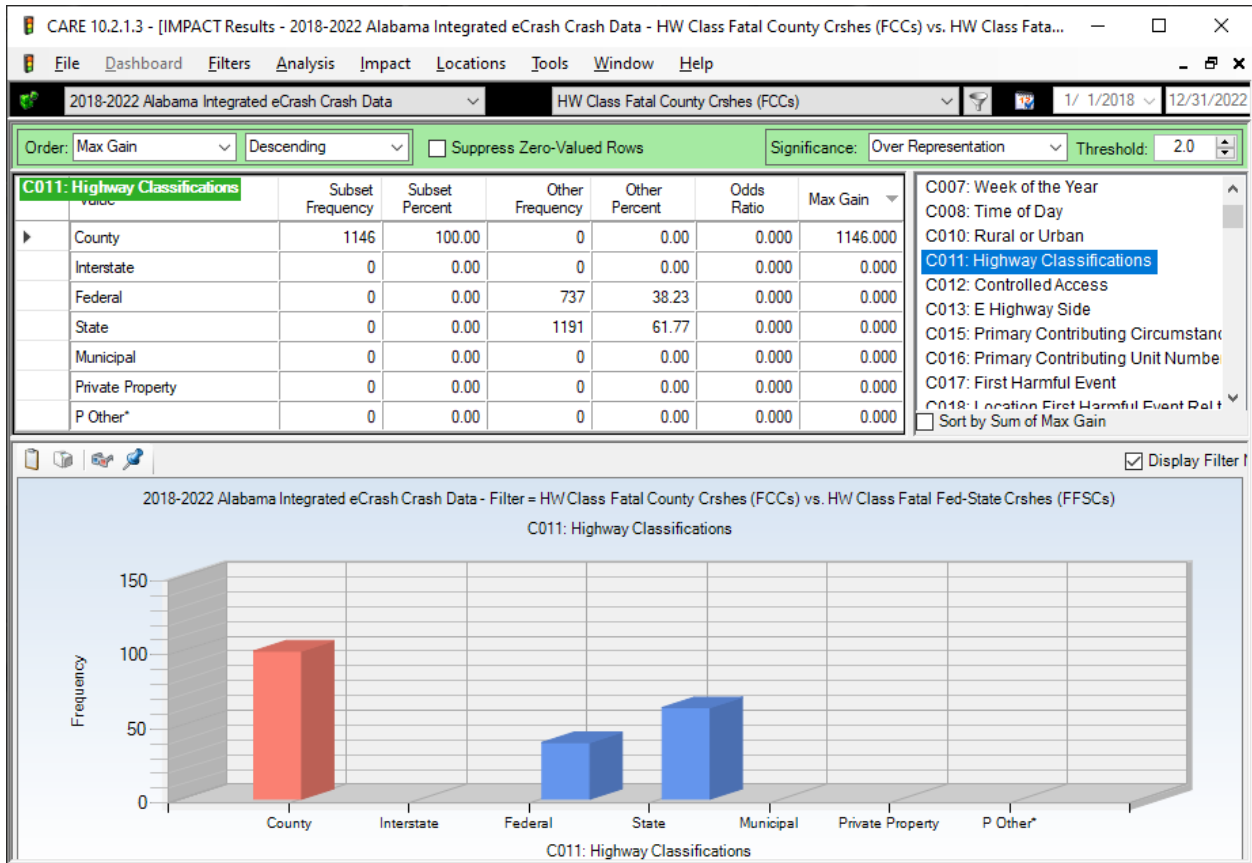 CARE 10.2.1.3 - [IMPACT Results - 2018-2022 Alabama Integrated eCrash Crash Data - HW Class Fatal County Crshes (FCCs) vs. HW Class Fata...
File Dashboard Filters Analysis Impact Locations Tools Window Help
2018-2022 Alabama Integrated eCrash Crash Data HW Class Fatal County Crshes (FCCs) 1/ 1/2018 12/31/2022
Order: Max Gain Descending Suppress Zero-Valued Rows Significance: Over Representation Threshold: 2.0
C011: Highway Classifications
Value Subset Frequency Subset Percent Other Frequency Other Percent Odds Ratio Max Gain
County 1146 100.00 0 0.00 0.000 1146.000
Interstate 0 0.00 0 0.00 0.000 0.000
Federal 0 0.00 737 38.23 0.000 0.000
State 0 0.00 1191 61.77 0.000 0.000
Municipal 0 0.00 0 0.00 0.000 0.000
Private Property 0 0.00 0 0.00 0.000 0.000
P Other* 0 0.00 0 0.00 0.000 0.000
C007: Week of the Year
C008: Time of Day
C010: Rural or Urban
C011: Highway Classifications
C012: Controlled Access
C013: E Highway Side
C015: Primary Contributing Circumstanc
C016: Primary Contributing Unit Numbe
C017: First Harmful Event
C018: Location First Harmful Event Rel t
Sort by Sum of Max Gain
Display Filter
2018-2022 Alabama Integrated eCrash Crash Data - Filter = HW Class Fatal County Crshes (FCCs) vs. HW Class Fatal Fed-State Crshes (FFSCs)
C011: Highway Classifications
150
100
50
0
Frequency
County Interstate Federal State Municipal Private Property P Other*
C011: Highway Classifications